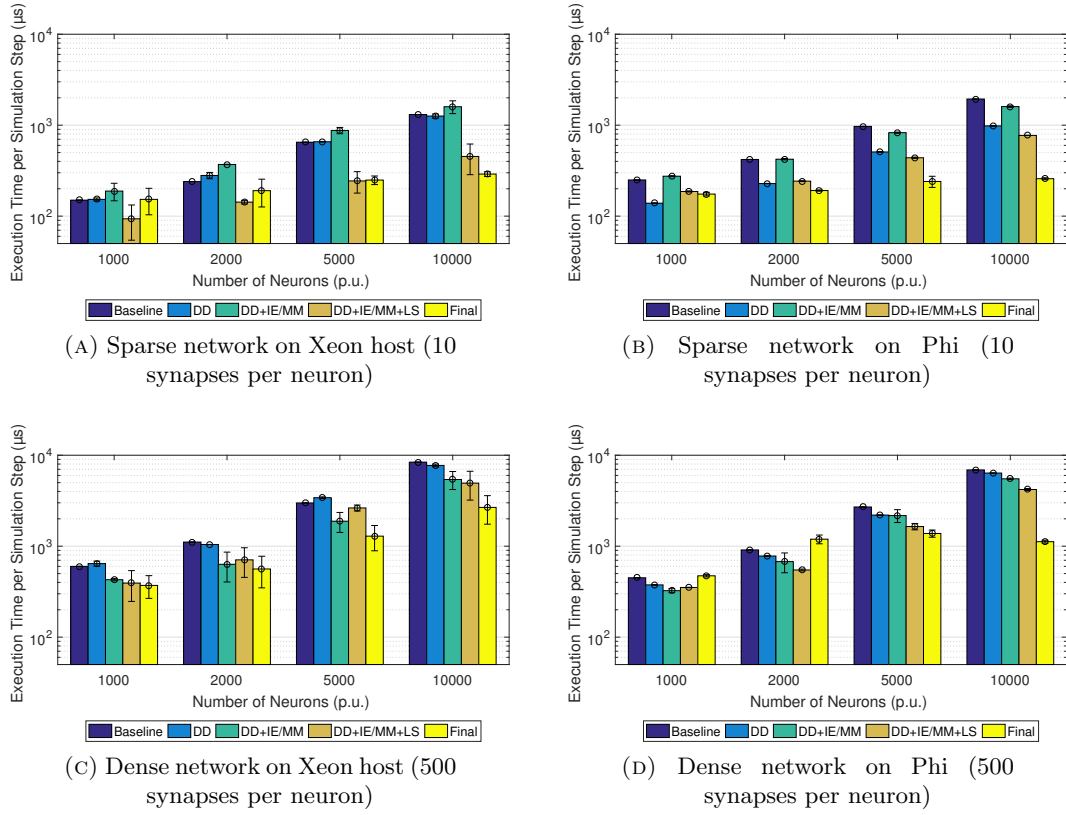 Execution Time per Simulation Step (µs)
10^4
10^3
10^2
1000 2000 5000 10000
Number of Neurons (p.u.)
Baseline DD DD+IE/MM DD+IE/MM+LS Final
(A) Sparse network on Xeon host (10
synapses per neuron)
Execution Time per Simulation Step (µs)
10^4
10^3
10^2
1000 2000 5000 10000
Number of Neurons (p.u.)
Baseline DD DD+IE/MM DD+IE/MM+LS Final
(B) Sparse network on Phi (10
synapses per neuron)
Execution Time per Simulation Step (µs)
10^4
10^3
10^2
1000 2000 5000 10000
Number of Neurons (p.u.)
Baseline DD DD+IE/MM DD+IE/MM+LS Final
(C) Dense network on Xeon host (500
synapses per neuron)
Execution Time per Simulation Step (µs)
10^4
10^3
10^2
1000 2000 5000 10000
Number of Neurons (p.u.)
Baseline DD DD+IE/MM DD+IE/MM+LS Final
(D) Dense network on Phi (500
synapses per neuron)